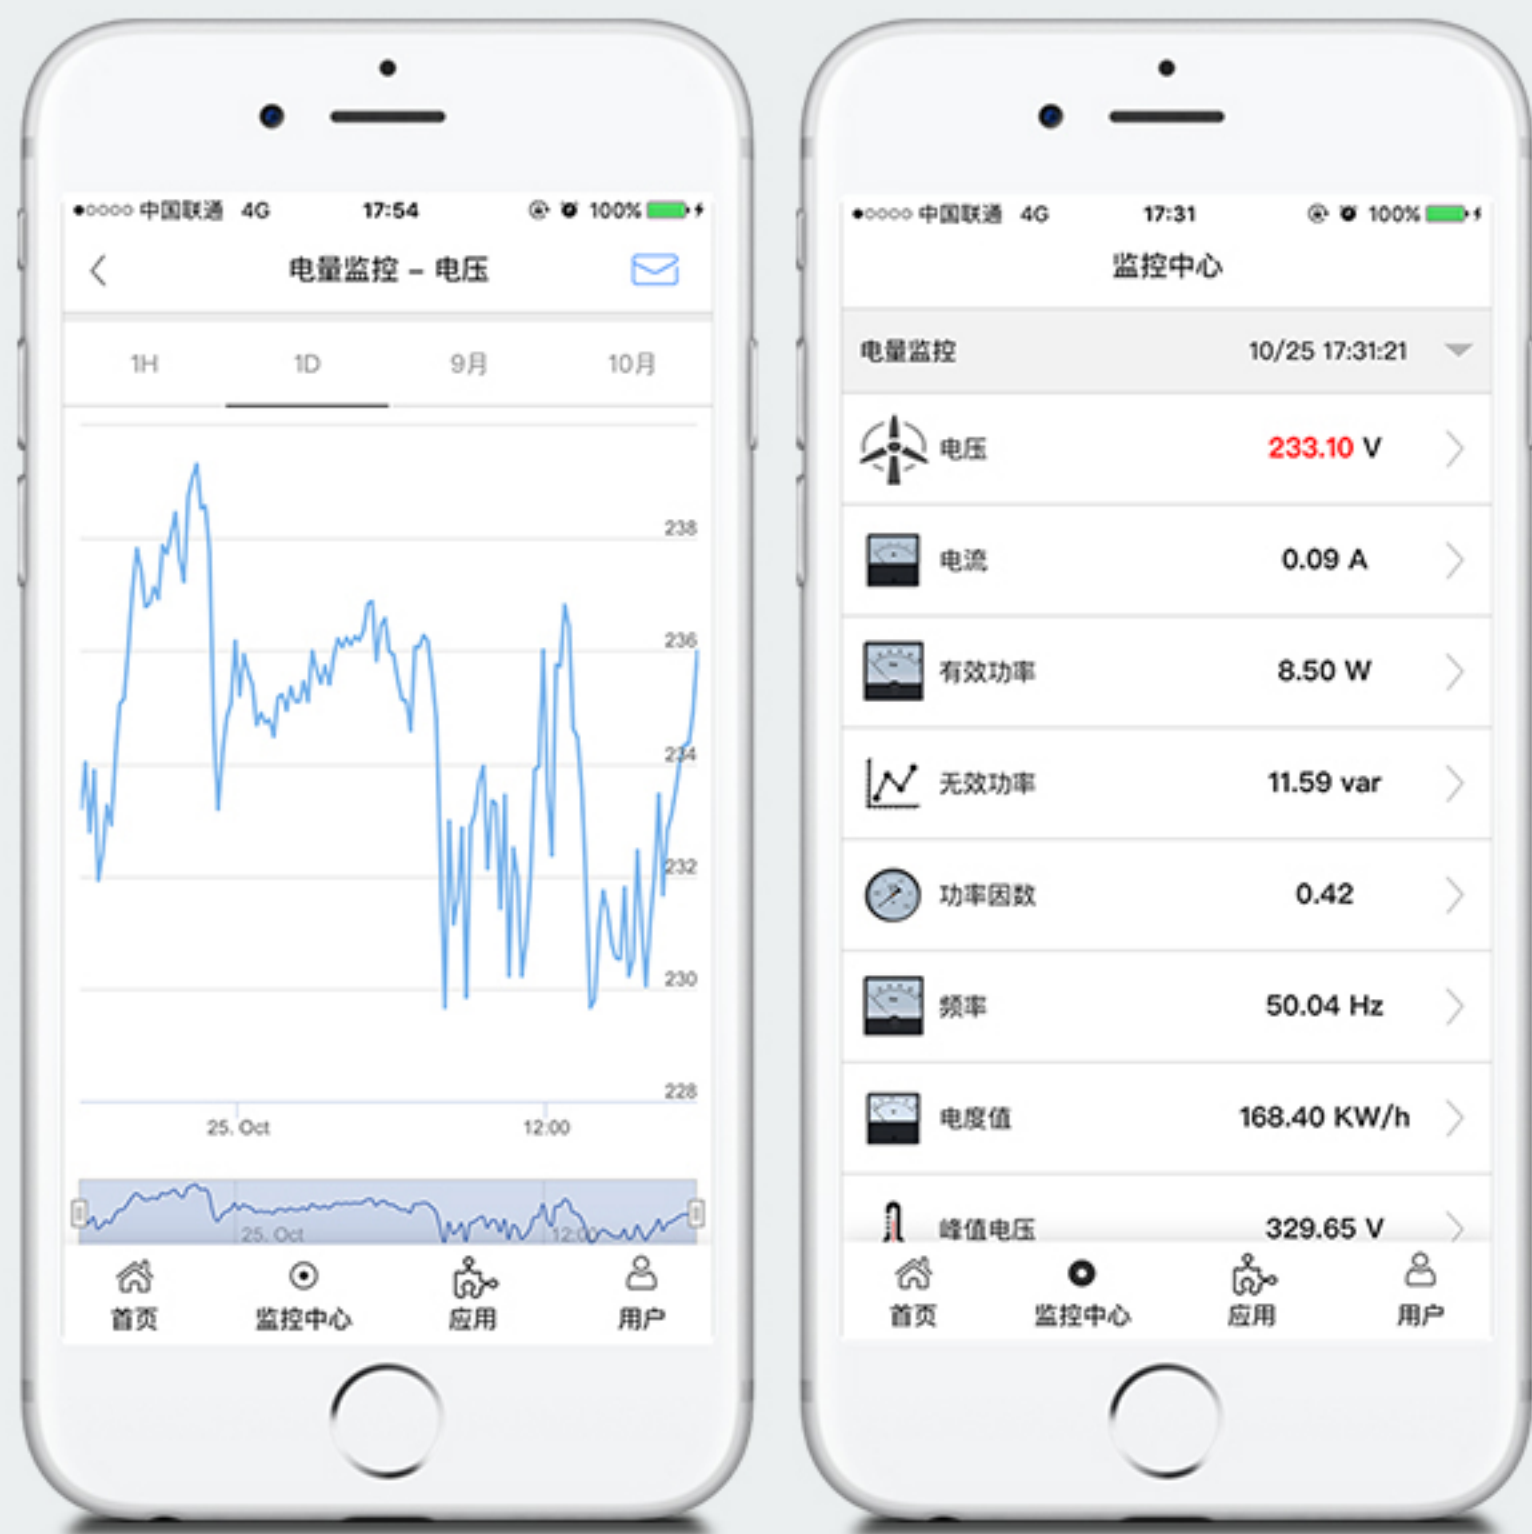 中国联通 4G 17:54 100%
电量监控 – 电压
1H 1D 9月 10月
238
236
234
232
230
228
25. Oct 12:00
25. Oct 12:00
首页 监控中心 应用 用户
中国联通 4G 17:31 100%
监控中心
电量监控 10/25 17:31:21
电压 233.10 V
电流 0.09 A
有效功率 8.50 W
无效功率 11.59 var
功率因数 0.42
频率 50.04 Hz
电度值 168.40 KW/h
峰值电压 329.65 V
首页 监控中心 应用 用户